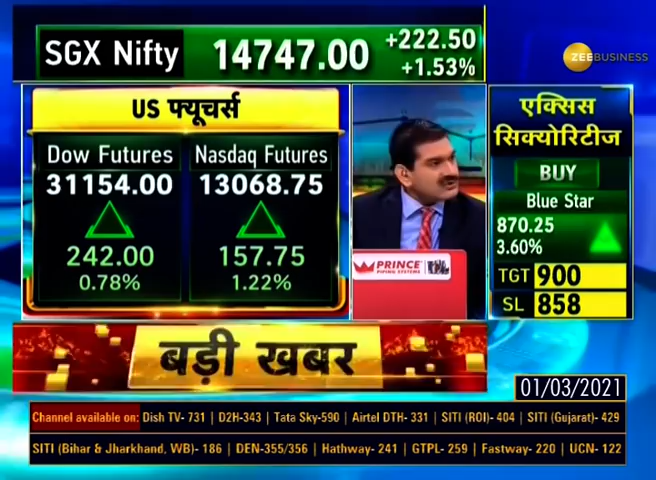 SGX Nifty 14747.00 +222.50
+1.53%
ZEE BUSINESS
US फ्यूचर्स
Dow Futures Nasdaq Futures
31154.00 13068.75
242.00 157.75
0.78% 1.22%
PRINCE
PIPING SYSTEMS
एक्सिस
सिक्योरिटीज
BUY
Blue Star
870.25
3.60%
TGT 900
SL 858
बड़ी खबर
01/03/2021
Channel available on: Dish TV- 731 | D2H-343 | Tata Sky-590 | Airtel DTH- 331 | SITI (ROI)- 404 | SITI (Gujarat)- 429
SITI (Bihar & Jharkhand, WB)- 186 | DEN-355/356 | Hathway- 241 | GTPL- 259 | Fastway- 220 | UCN- 122